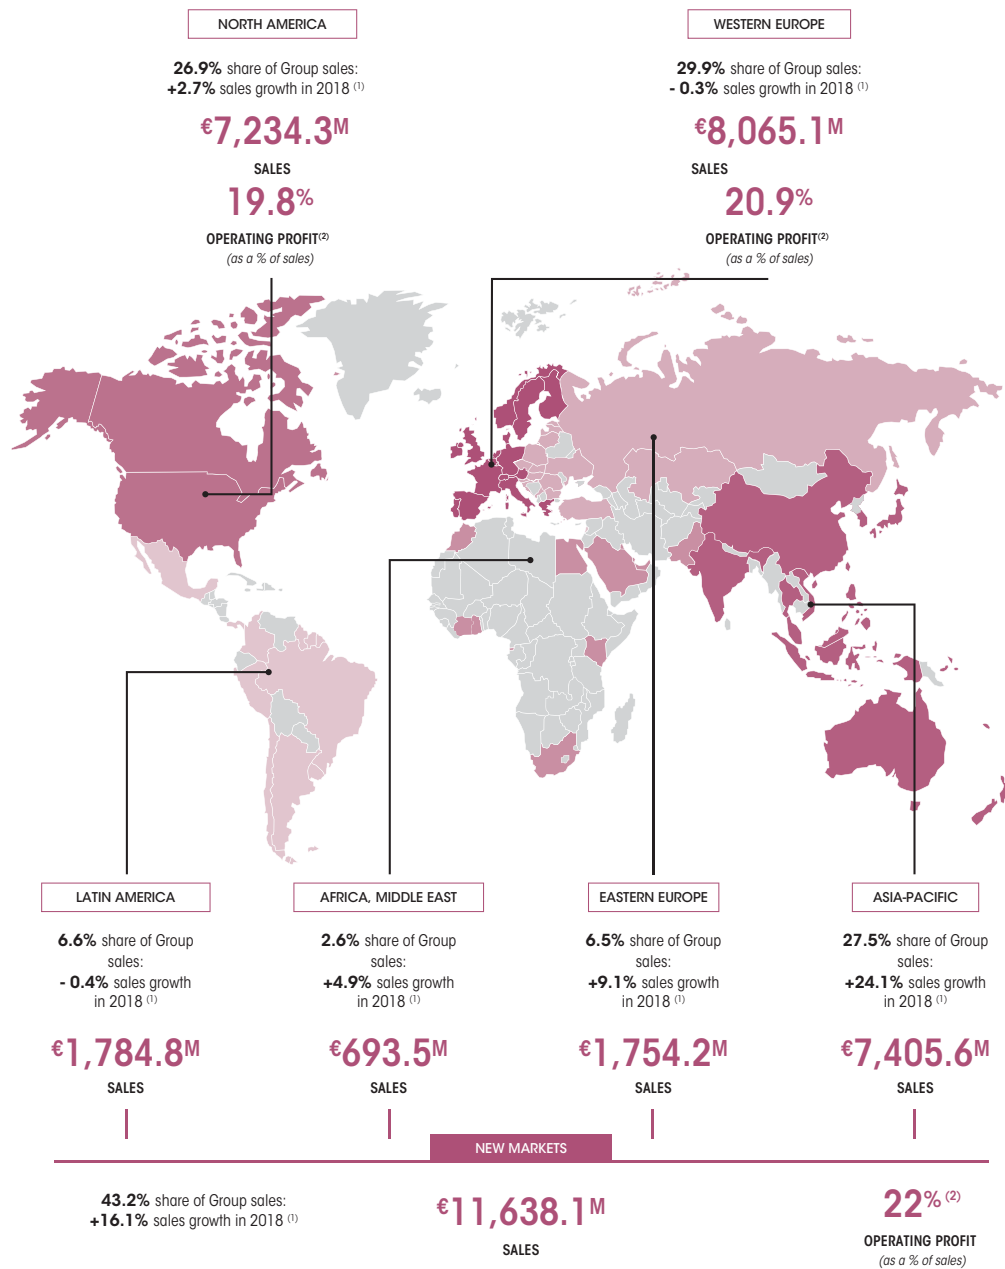 NORTH AMERICA
26.9% share of Group sales:
+2.7% sales growth in 2018 (1)
€7,234.3M
SALES
19.8%
OPERATING PROFIT(2)
(as a % of sales)
WESTERN EUROPE
29.9% share of Group sales:
- 0.3% sales growth in 2018 (1)
€8,065.1M
SALES
20.9%
OPERATING PROFIT(2)
(as a % of sales)
LATIN AMERICA
6.6% share of Group
sales:
- 0.4% sales growth
in 2018 (1)
€1,784.8M
SALES
AFRICA, MIDDLE EAST
2.6% share of Group
sales:
+4.9% sales growth
in 2018 (1)
€693.5M
SALES
EASTERN EUROPE
6.5% share of Group
sales:
+9.1% sales growth
in 2018 (1)
€1,754.2M
SALES
ASIA-PACIFIC
27.5% share of Group
sales:
+24.1% sales growth
in 2018 (1)
€7,405.6M
SALES
NEW MARKETS
43.2% share of Group sales:
+16.1% sales growth in 2018 (1)
€11,638.1M
SALES
22% (2)
OPERATING PROFIT
(as a % of sales)